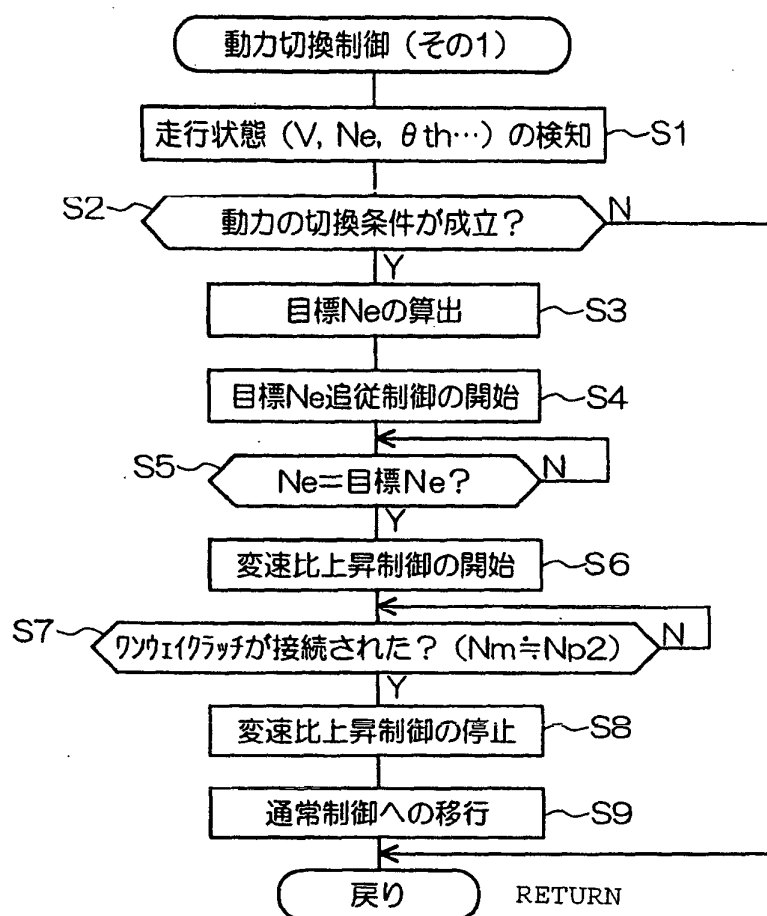 動力切換制御（その1）
走行状態（V, Ne, θth…）の検知
S1
S2
動力の切換条件が成立？
N
Y
目標Neの算出
S3
目標Ne追従制御の開始
S4
S5
Ne＝目標Ne？
N
Y
変速比上昇制御の開始
S6
S7
ﾜﾝｳｪｲｸﾗｯﾁが接続された？（Nm≒Np2）
N
Y
変速比上昇制御の停止
S8
通常制御への移行
S9
戻り
RETURN